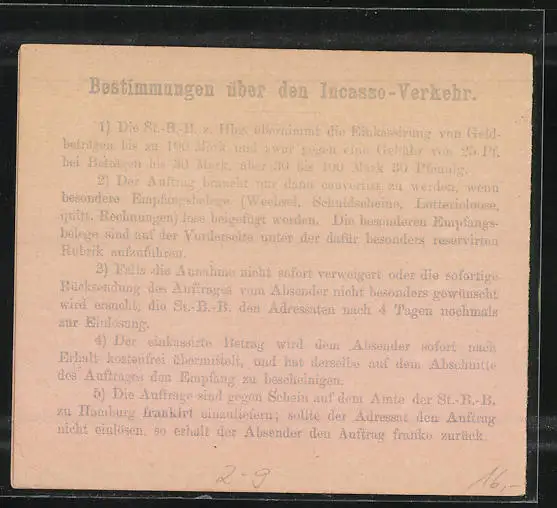 Bestimmungen über den Incasso-Verkehr.
1) Die St.-B.-B. z. Hbg. übernimmt die Einkassirung von Geld-
beträgen bis zu 100 Mark und zwar gegen eine Gebühr von 25 Pf.
bei Beträgen bis 30 Mark, über 30 bis 100 Mark 30 Pfennig.
2) Der Auftrag braucht nur dann couvertirt zu werden, wenn
besondere Empfangsbelege (Wechsel, Schuldscheine, Lotterieloose,
quitt. Rechnungen) lose beigefügt werden. Die besonderen Empfangs-
belege sind auf der Vorderseite unter der dafür besonders reservirten
Rubrik aufzuführen.
3) Falls die Annahme nicht sofort verweigert oder die sofortige
Rücksendung des Auftrages vom Absender nicht besonders gewünscht
wird ersucht, die St.-B.-B. den Adressaten nach 4 Tagen nochmals
zur Einlösung.
4) Der einkassirte Betrag wird dem Absender sofort nach
Erhalt kostenfrei übermittelt, und hat derselbe auf dem Abschnitte
des Auftrages den Empfang zu bescheinigen.
5) Die Aufträge sind gegen Schein auf dem Amte der St.-B.-B.
zu Hamburg frankirt einzuliefern; sollte der Adressat den Auftrag
nicht einlösen, so erhält der Absender den Auftrag franko zurück.
2-9
16,-